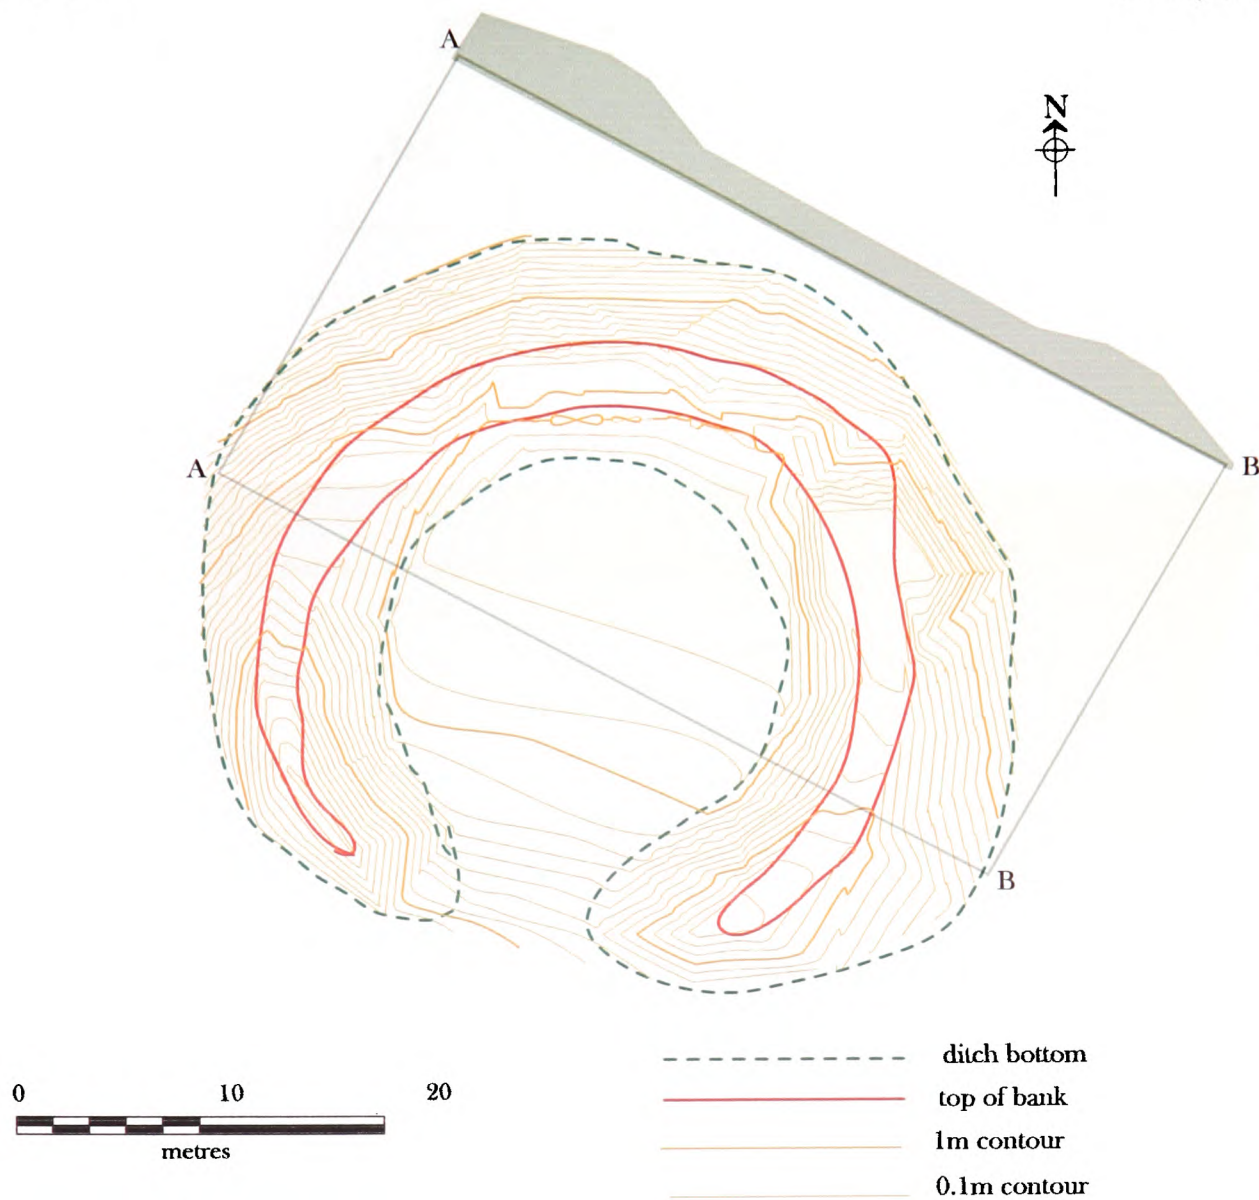 A
N
A
B
B
0 10 20
metres
ditch bottom
top of bank
1m contour
0.1m contour